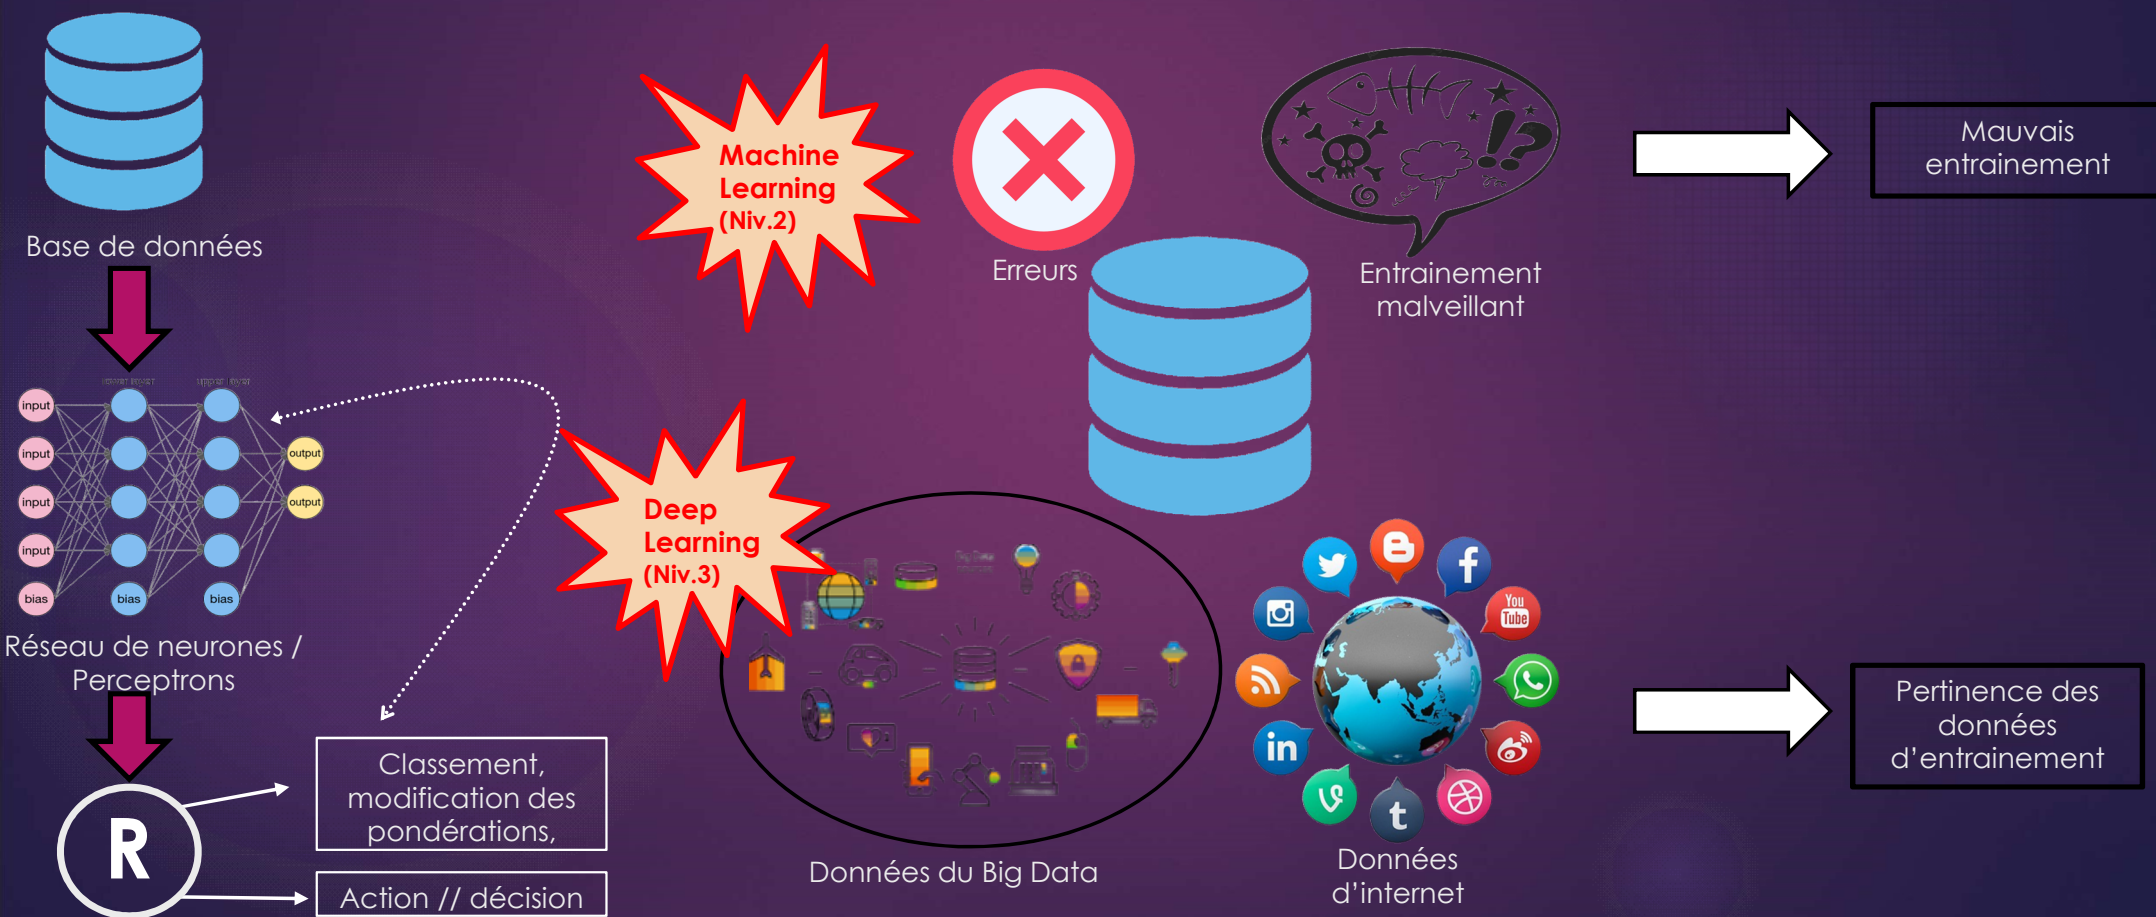 Base de données
input
input
input
input
bias
bias
bias
output
output
Réseau de neurones /
Perceptrons
R
Classement,
modification des
pondérations,
Action // décision
Machine
Learning
(Niv.2)
Erreurs
!?
Entrainement
malveillant
Mauvais
entrainement
Deep
Learning
(Niv.3)
Données du Big Data
You
Tube
in
f
t
Données
d'internet
Pertinence des
données
d'entrainement